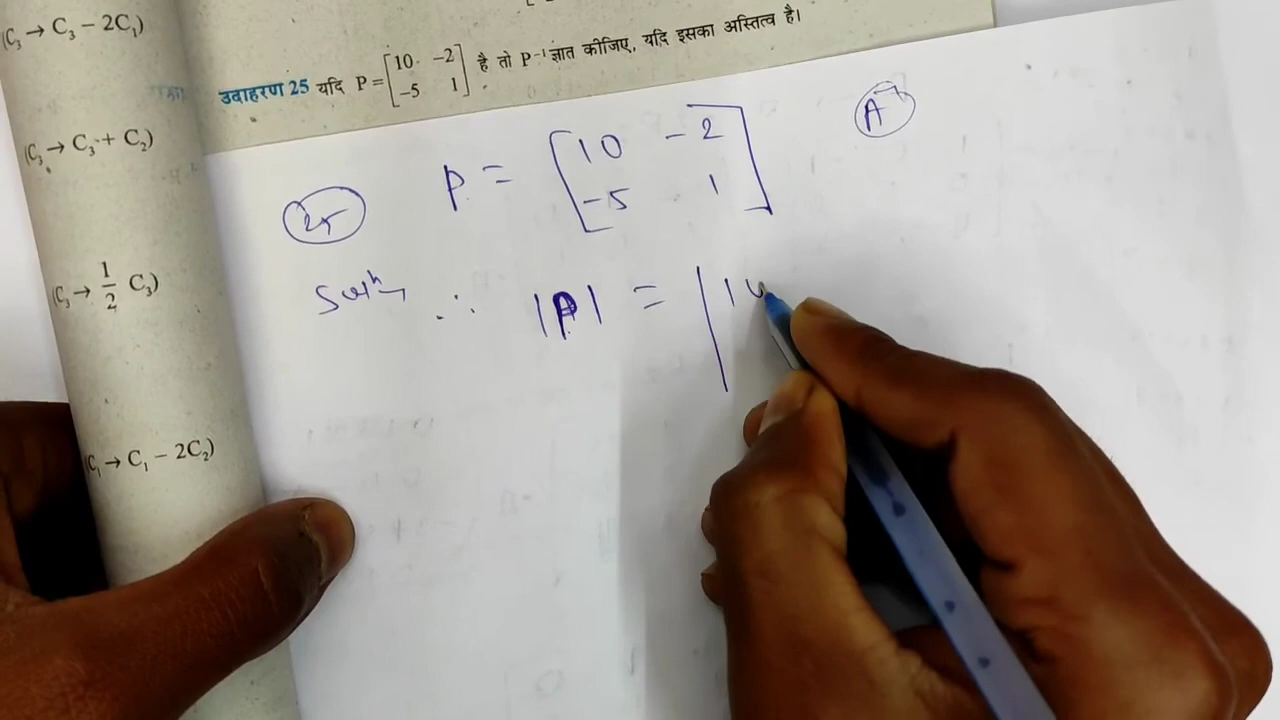 (C₃ → C₃ − 2C₁)
(C₃ → C₃ + C₂)
(C₃ → 1/2 C₃)
(C₁ → C₁ − 2C₂)
उदाहरण 25 यदि P = [10 −2
−5 1] है तो P⁻¹ ज्ञात कीजिए, यदि इसका अस्तित्व है।
A⁻¹
25 P = [10 −2
−5 1]
Solⁿ ∴ |P| = |10